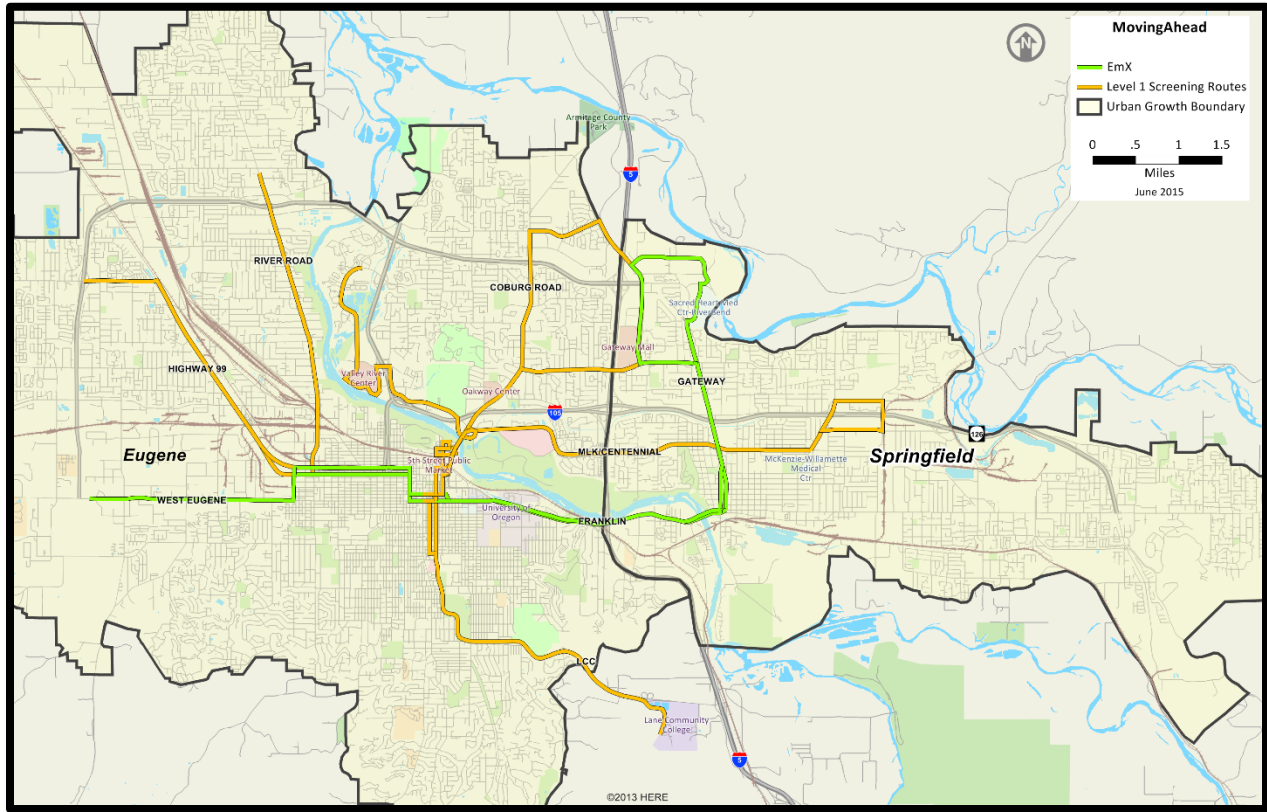 MovingAhead
EmX
Level 1 Screening Routes
Urban Growth Boundary
0 .5 1 1.5
Miles
June 2015
N
Armitage County
Park
5
RIVER ROAD
COBURG ROAD
Sacred Heart Med
Ctr-Riverbend
Gateway Mall
HIGHWAY 99
Valley River
Center
Oakway Center
GATEWAY
105
126
Eugene
5th Street Public
Market
MLK/CENTENNIAL
McKenzie-Willamette
Medical
Ctr
Springfield
WEST EUGENE
University of
Oregon
FRANKLIN
LCC
Lane Community
College
5
©2013 HERE